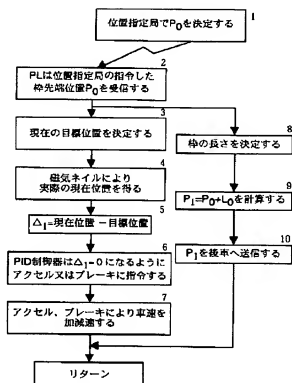 1
位置指定局でP₀を決定する
2
PLは位置指定局の指令した
枠先端位置P₀を受信する
3
現在の目標位置を決定する
4
磁気ネイルにより
実際の現在位置を得る
5
△₁=現在位置－目標位置
6
PID制御器は△₁=0になるように
アクセル又はブレーキに指令する
7
アクセル、ブレーキにより車速を
加減速する
8
枠の長さを決定する
9
P₁=P₀+L₀を計算する
10
P₁を後車へ送信する
リターン